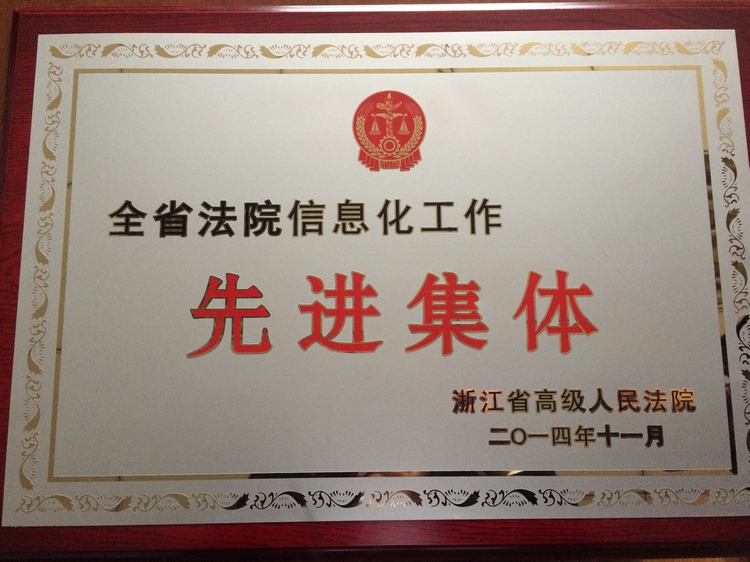 全省法院信息化工作
先进集体
浙江省高级人民法院
二〇一四年十一月